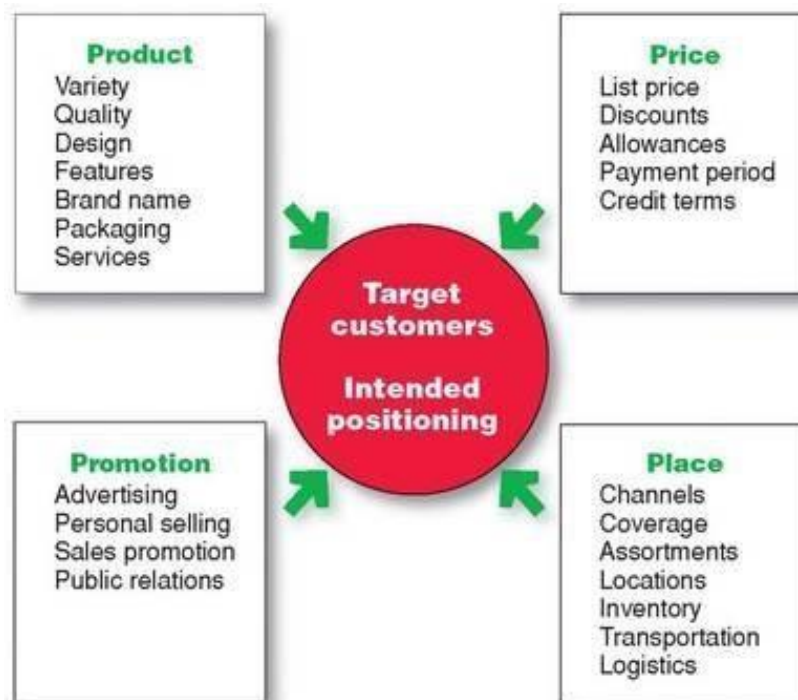 Product
Variety
Quality
Design
Features
Brand name
Packaging
Services
Price
List price
Discounts
Allowances
Payment period
Credit terms
Target
customers
Intended
positioning
Promotion
Advertising
Personal selling
Sales promotion
Public relations
Place
Channels
Coverage
Assortments
Locations
Inventory
Transportation
Logistics